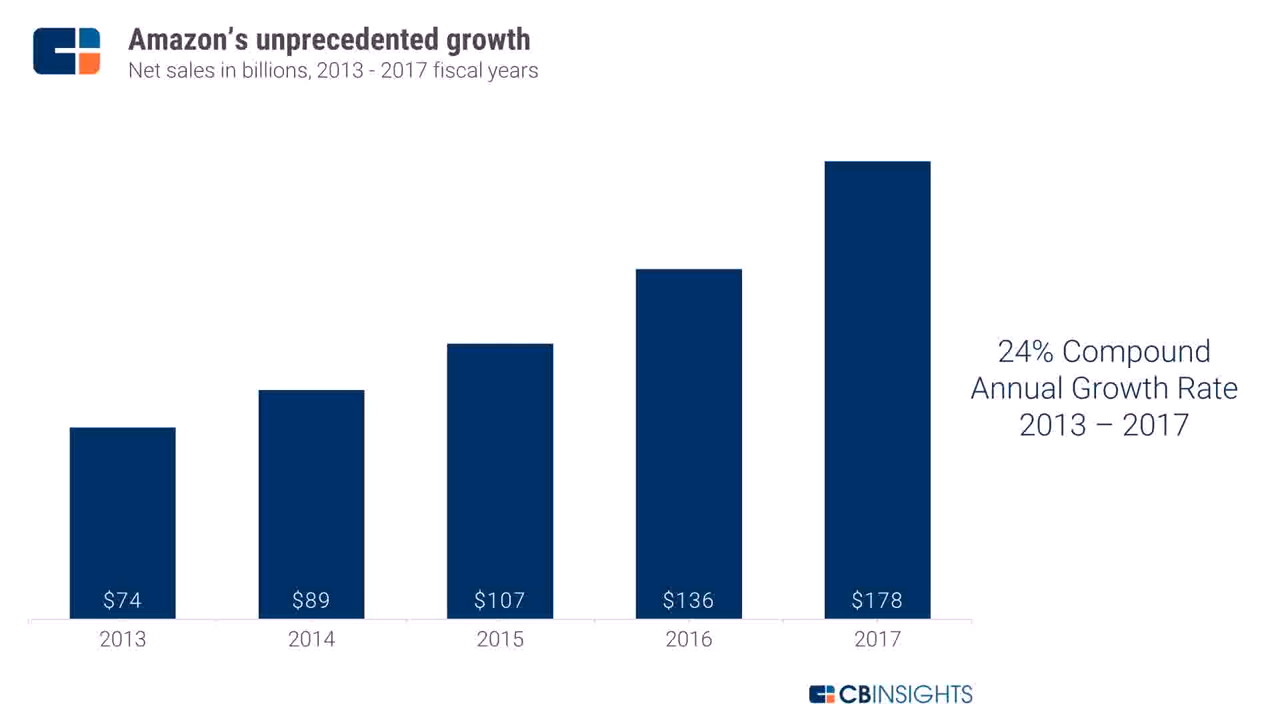 Amazon’s unprecedented growth
Net sales in billions, 2013 - 2017 fiscal years
24% Compound
Annual Growth Rate
2013 – 2017
$74
$89
$107
$136
$178
2013
2014
2015
2016
2017
CBINSIGHTS